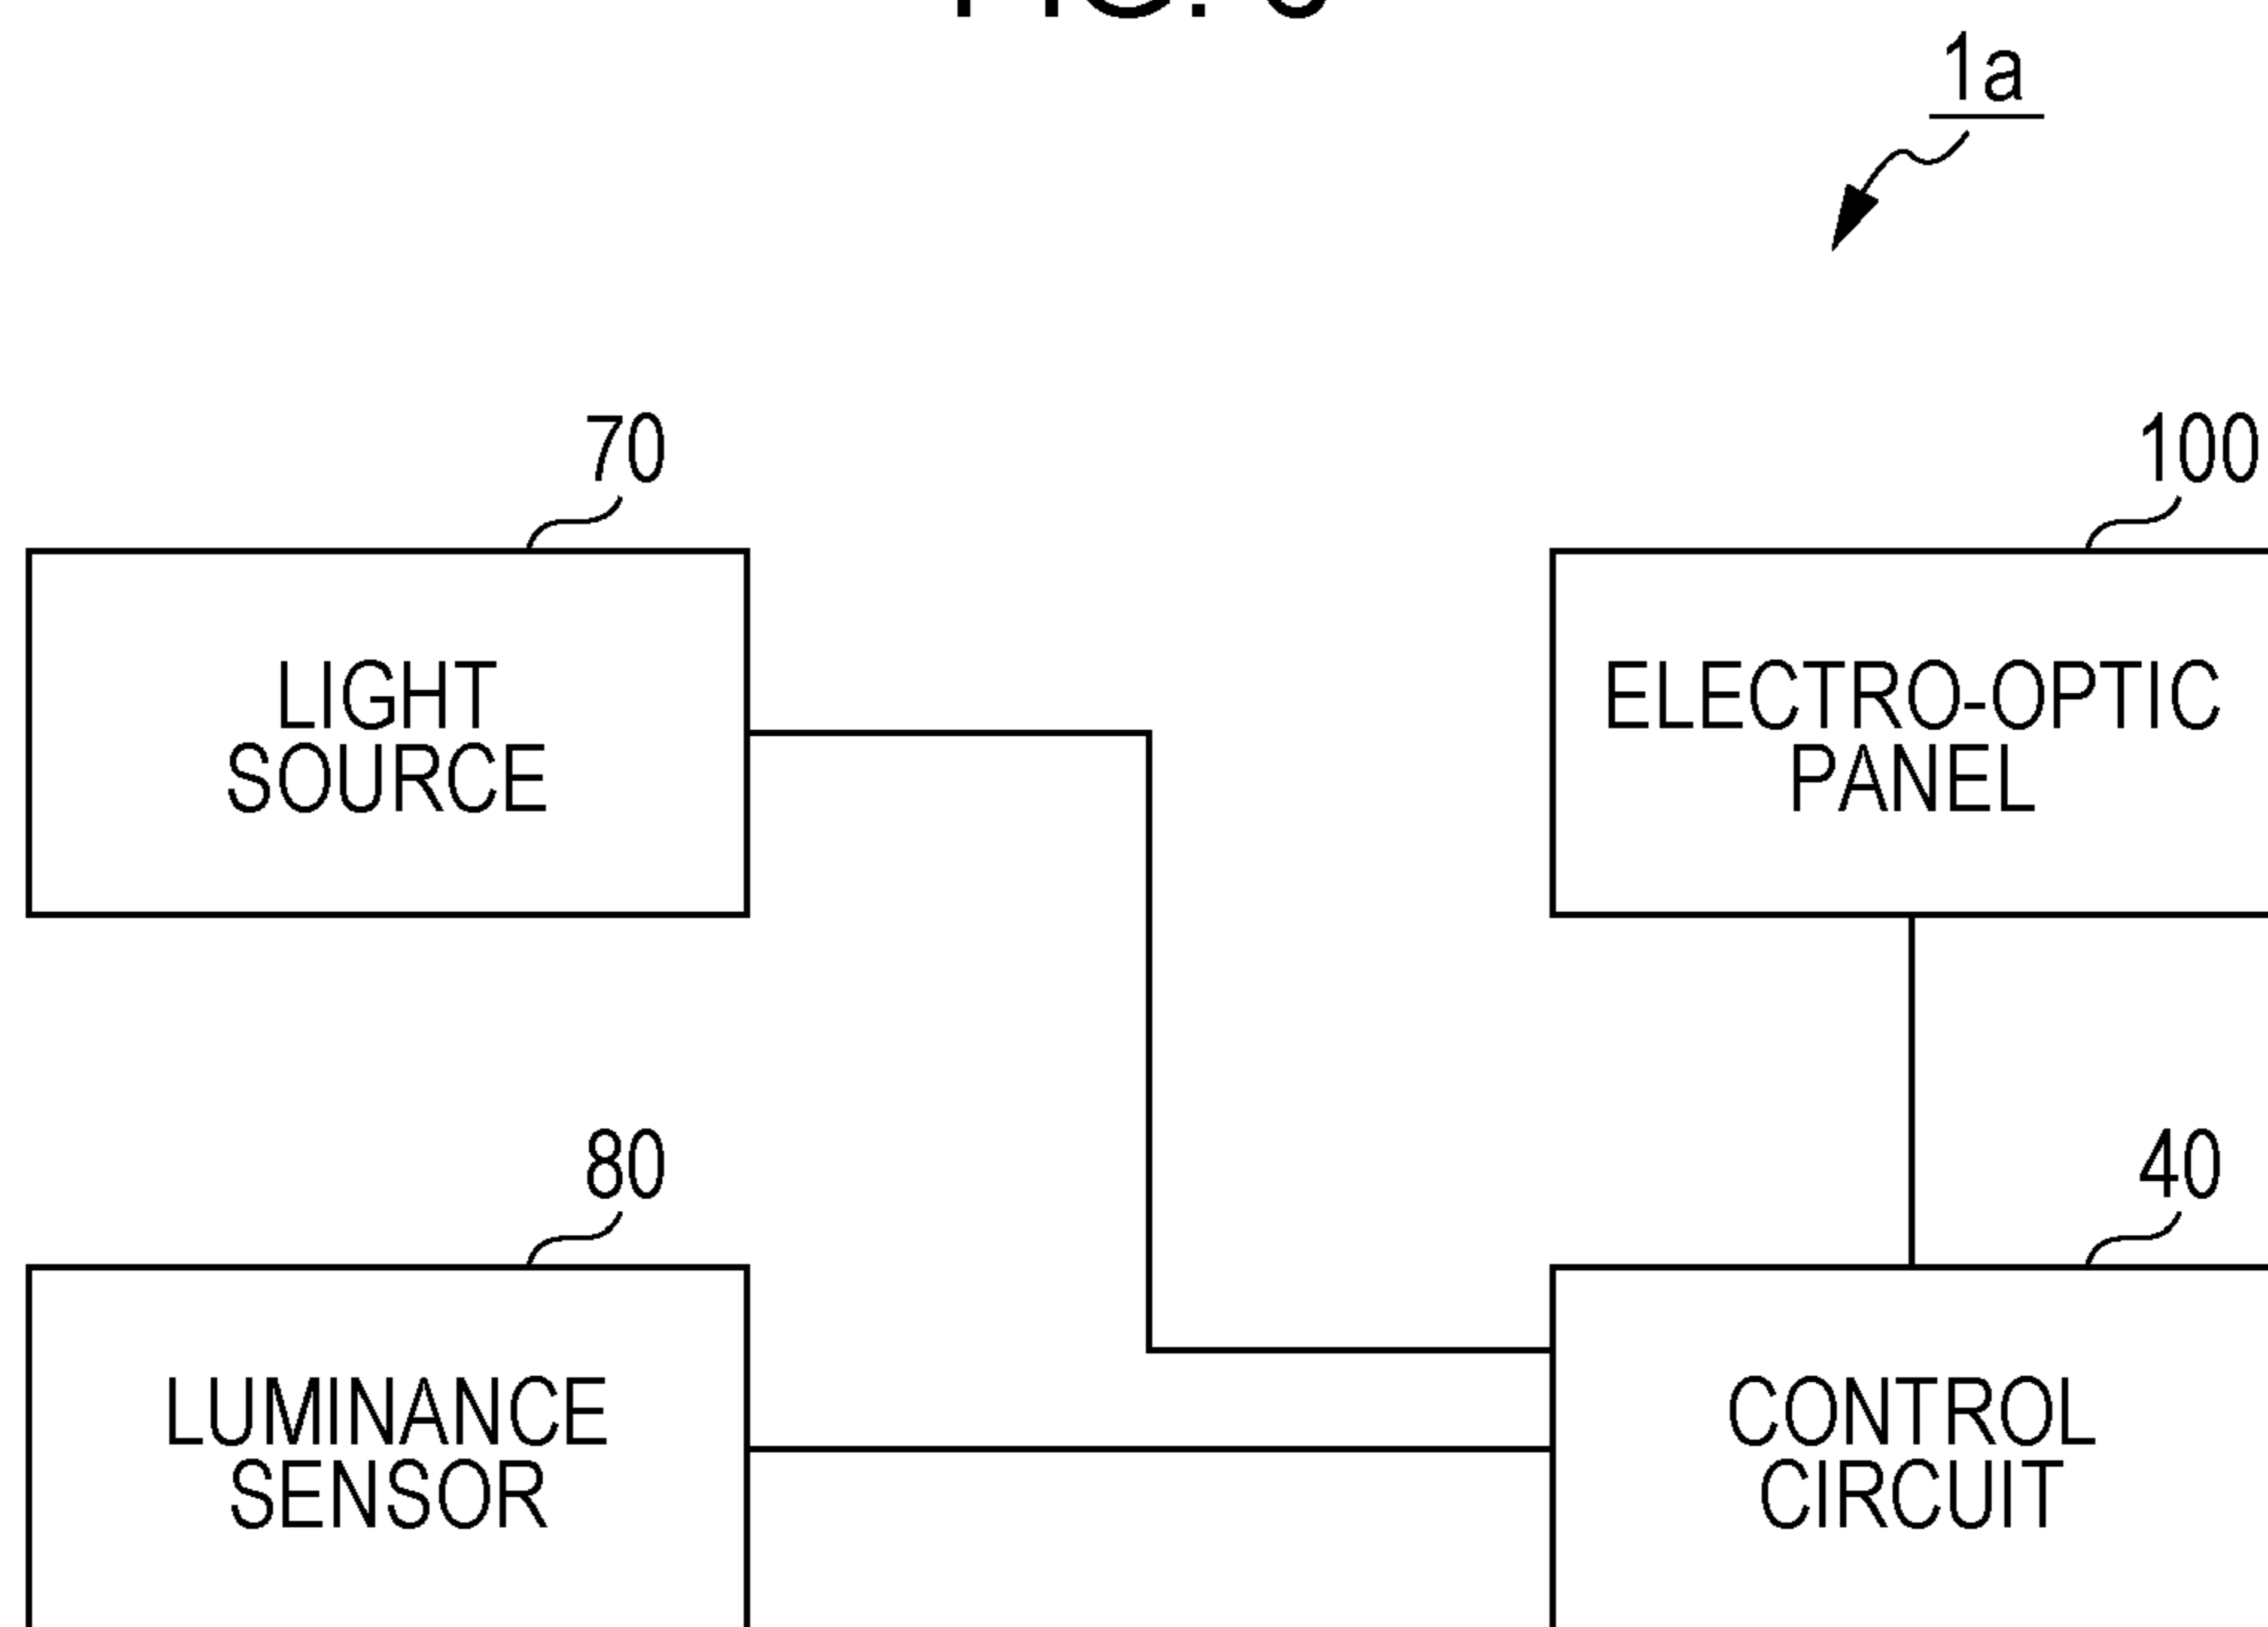 1a
70
100
LIGHT
SOURCE
ELECTRO-OPTIC
PANEL
80
40
LUMINANCE
SENSOR
CONTROL
CIRCUIT